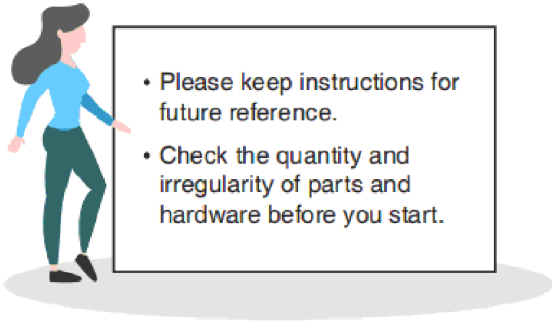 • Please keep instructions for
future reference.
• Check the quantity and
irregularity of parts and
hardware before you start.